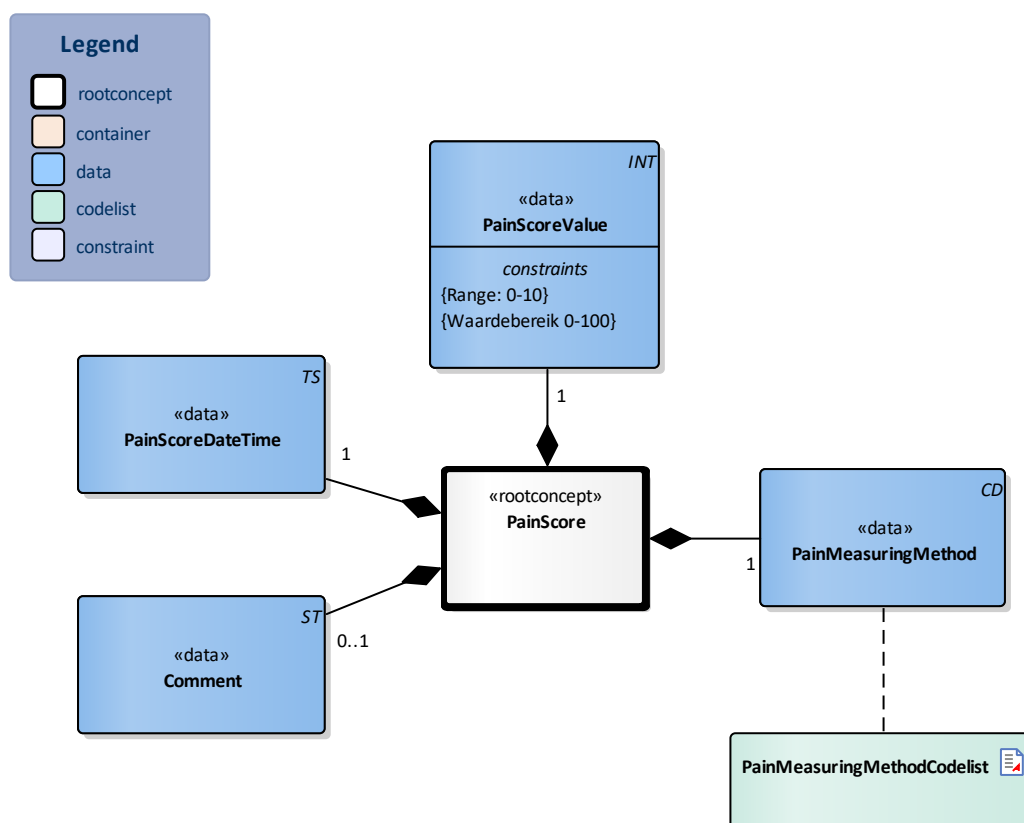 Legend
rootconcept
container
data
codelist
constraint
INT
«data»
PainScoreValue
constraints
{Range: 0-10}
{Waardebereik 0-100}
1
TS
«data»
PainScoreDateTime
1
«rootconcept»
PainScore
CD
«data»
PainMeasuringMethod
1
ST
«data»
Comment
0..1
PainMeasuringMethodCodelist